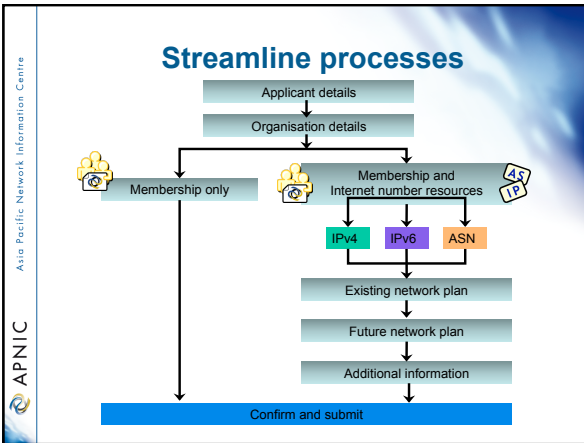 Streamline processes
Applicant details
Organisation details
Membership only
Membership and
Internet number resources
AS
IP
IPv4
IPv6
ASN
Existing network plan
Future network plan
Additional information
Confirm and submit
Asia Pacific Network Information Centre
APNIC